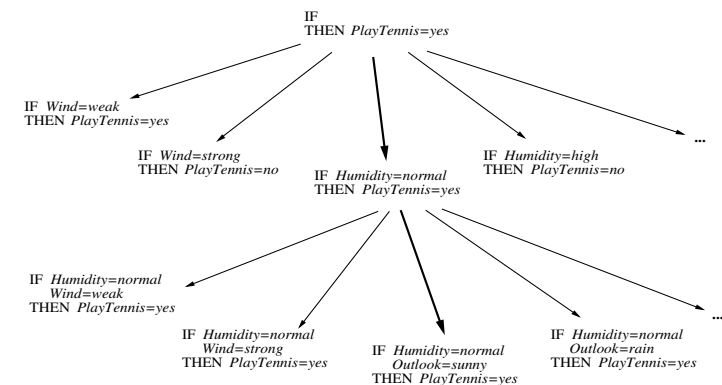 IF
THEN PlayTennis=yes
IF Wind=weak
THEN PlayTennis=yes
IF Wind=strong
THEN PlayTennis=no
IF Humidity=normal
THEN PlayTennis=yes
IF Humidity=high
THEN PlayTennis=no
...
IF Humidity=normal
Wind=weak
THEN PlayTennis=yes
IF Humidity=normal
Wind=strong
THEN PlayTennis=yes
IF Humidity=normal
Outlook=sunny
THEN PlayTennis=yes
IF Humidity=normal
Outlook=rain
THEN PlayTennis=yes
...